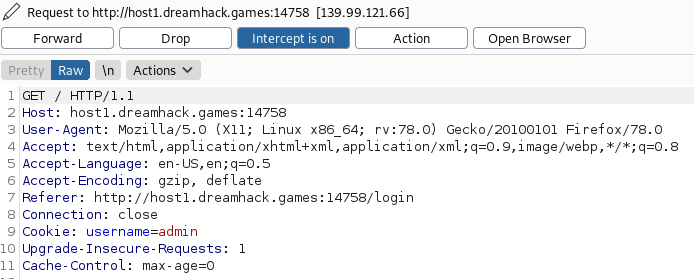 Request to http://host1.dreamhack.games:14758 [139.99.121.66]
Forward Drop Intercept is on Action Open Browser
Pretty Raw \n Actions
1 GET / HTTP/1.1
2 Host: host1.dreamhack.games:14758
3 User-Agent: Mozilla/5.0 (X11; Linux x86_64; rv:78.0) Gecko/20100101 Firefox/78.0
4 Accept: text/html,application/xhtml+xml,application/xml;q=0.9,image/webp,*/*;q=0.8
5 Accept-Language: en-US,en;q=0.5
6 Accept-Encoding: gzip, deflate
7 Referer: http://host1.dreamhack.games:14758/login
8 Connection: close
9 Cookie: username=admin
10 Upgrade-Insecure-Requests: 1
11 Cache-Control: max-age=0